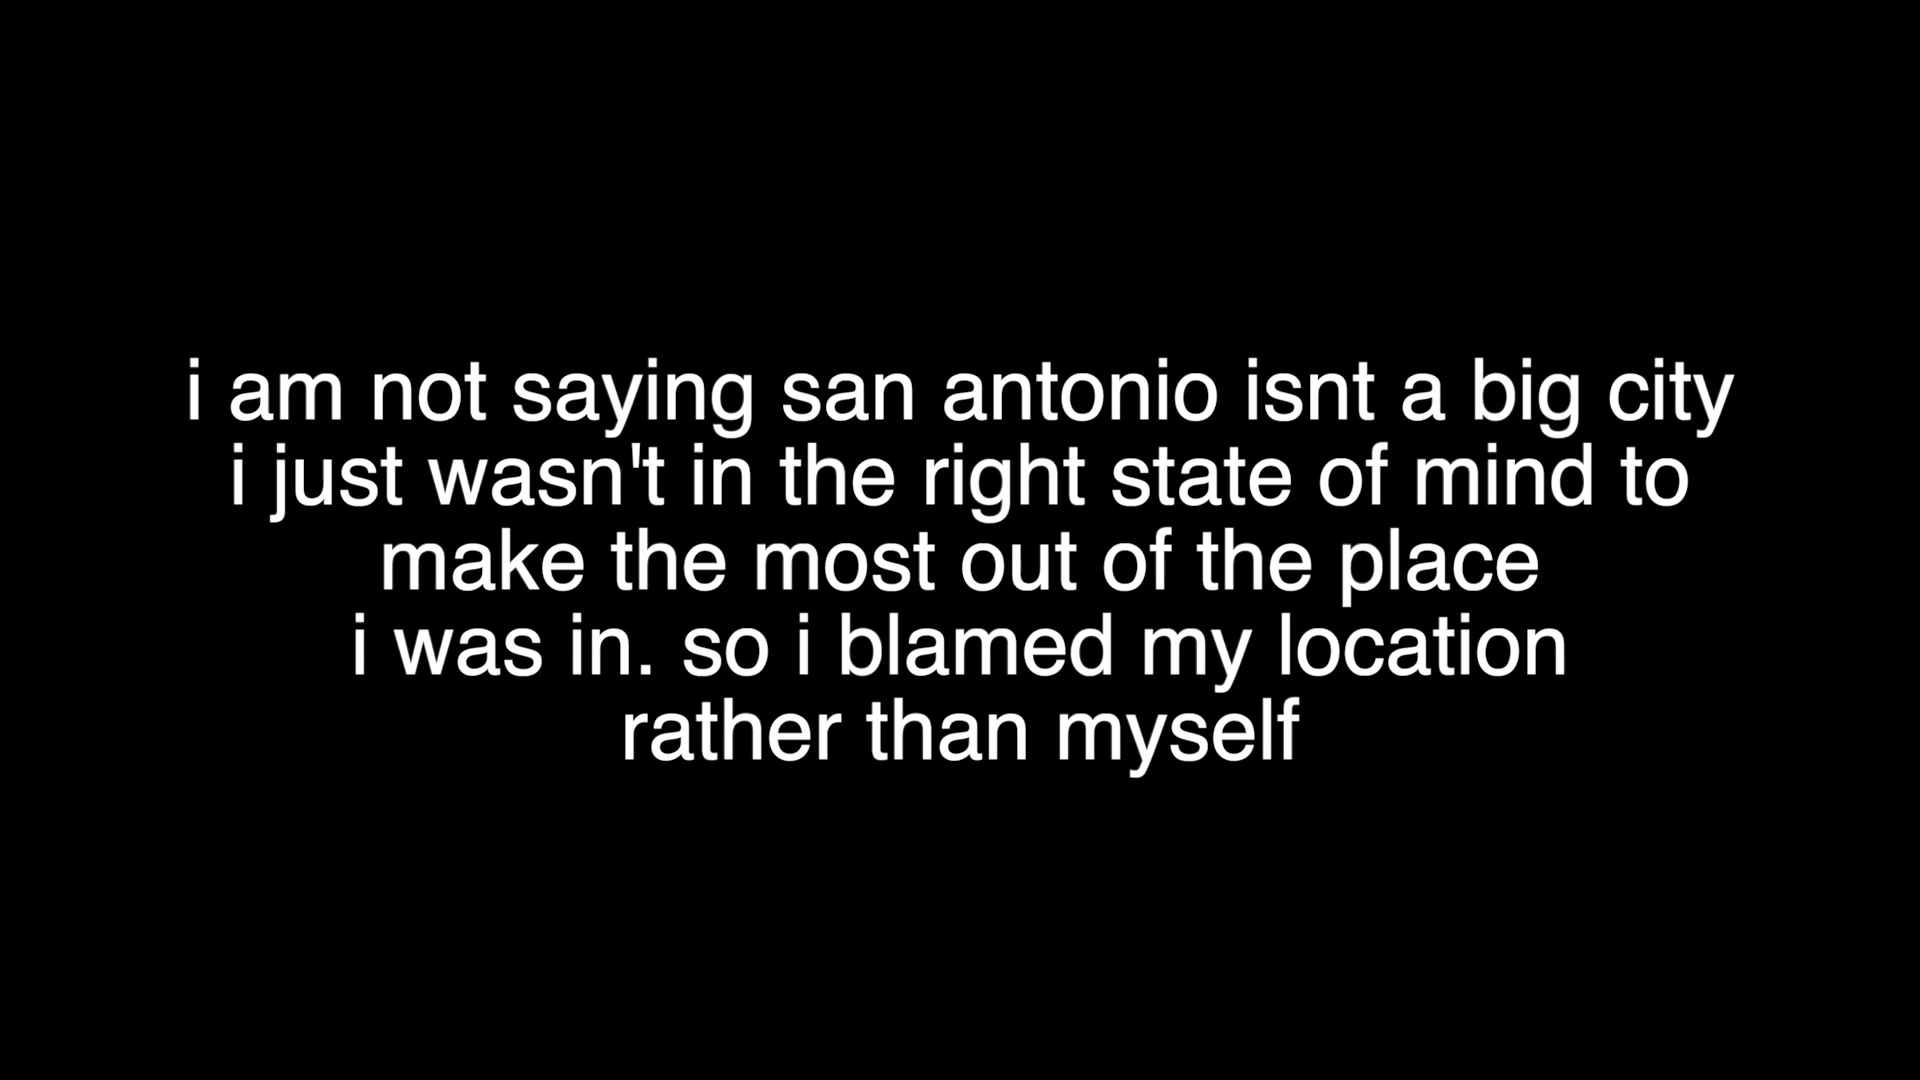 i am not saying san antonio isnt a big city
i just wasn't in the right state of mind to
make the most out of the place
i was in. so i blamed my location
rather than myself